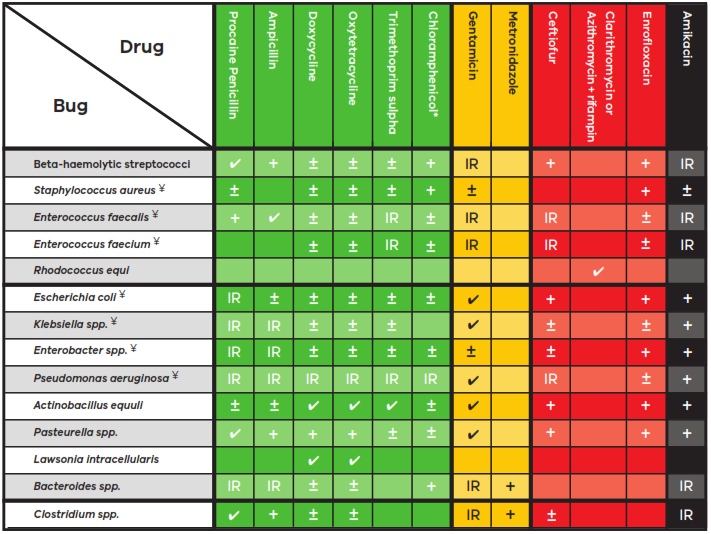 Drug
Bug
Procaine Penicillin
Ampicillin
Doxycycline
Oxytetracycline
Trimethoprim sulpha
Chloramphenicol*
Gentamicin
Metronidazole
Ceftiofur
Clarithromycin or
Azithromycin + rifampin
Enrofloxacin
Amikacin
Beta-haemolytic streptococci ✓ + ± ± ± + IR + + IR
Staphylococcus aureus ¥ ± ± ± ± + ± + ±
Enterococcus faecalis ¥ + ✓ ± ± IR ± IR IR ± IR
Enterococcus faecium ¥ ± ± IR ± IR IR ± IR
Rhodococcus equi ✓
Escherichia coli ¥ IR ± ± ± ± ± ✓ + + +
Klebsiella spp. ¥ IR IR ± ± ± ✓ ± ± +
Enterobacter spp. ¥ IR IR ± ± ± ± ± ± + +
Pseudomonas aeruginosa ¥ IR IR IR IR IR IR ✓ IR ± +
Actinobacillus equuli ± ± ✓ ✓ ✓ ± ✓ + + +
Pasteurella spp. ✓ + + + ± ± ✓ + + +
Lawsonia intracellularis ✓ ✓
Bacteroides spp. IR IR ± ± + IR + IR
Clostridium spp. ✓ + ± ± IR + ± IR